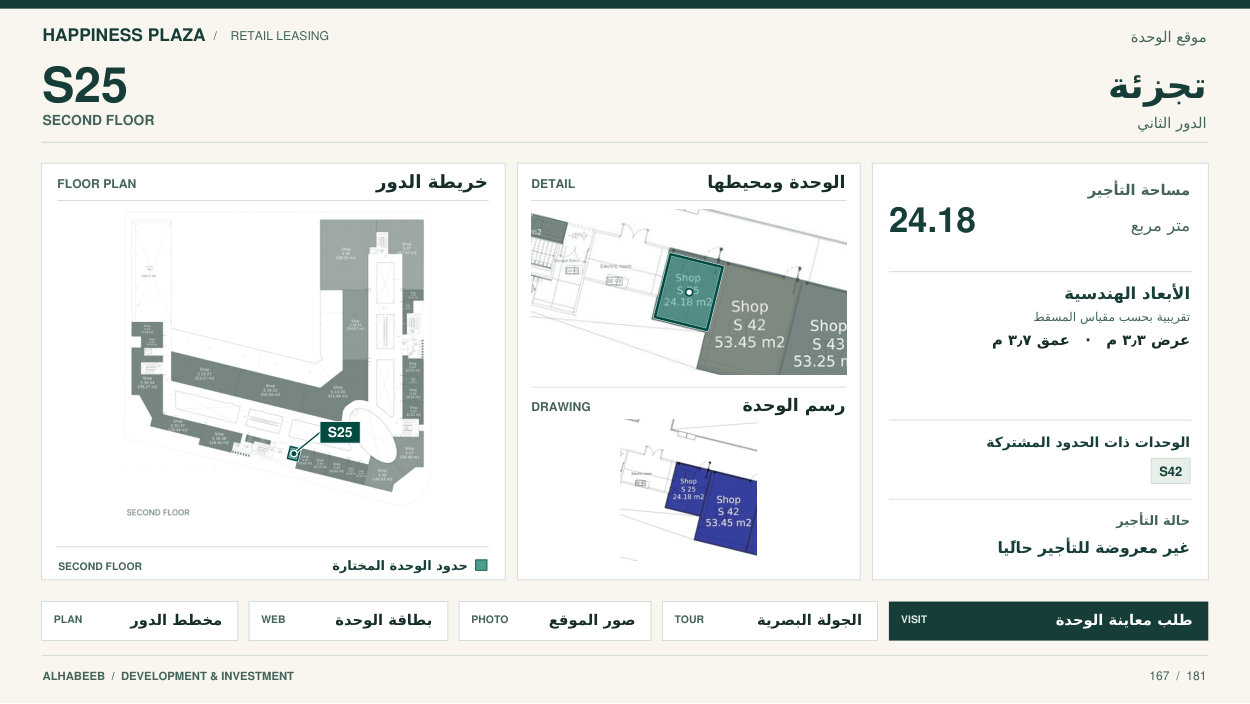 HAPPINESS PLAZA / RETAIL LEASING
موقع الوحدة
S25
تجزئة
SECOND FLOOR
الدور الثاني
FLOOR PLAN
خريطة الدور
S25
SECOND FLOOR
SECOND FLOOR
حدود الوحدة المختارة
DETAIL
الوحدة ومحيطها
m2
Electric room
Shop
24.18 m2
Shop
S 42
53.45 m2
Shop
S 43
53.25 m
DRAWING
رسم الوحدة
Shop
S 25
24.18 m2
Shop
S 42
53.45 m2
مساحة التأجير
24.18
متر مربع
الأبعاد الهندسية
تقريبية بحسب مقياس المسقط
عرض ٣٫٣ م · عمق ٣٫٧ م
الوحدات ذات الحدود المشتركة
S42
حالة التأجير
غير معروضة للتأجير حاليًا
PLAN
مخطط الدور
WEB
بطاقة الوحدة
PHOTO
صور الموقع
TOUR
الجولة البصرية
VISIT
طلب معاينة الوحدة
ALHABEEB / DEVELOPMENT & INVESTMENT
167 / 181